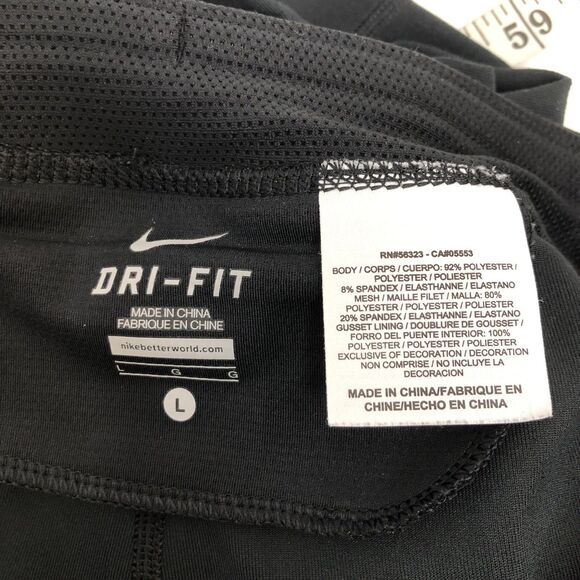 59
DRI-FIT
MADE IN CHINA
FABRIQUE EN CHINE
nikebetterworld.com
L G G
L
RN#56323 - CA#05553
BODY / CORPS / CUERPO: 92% POLYESTER /
POLYESTER / POLIESTER
8% SPANDEX / ELASTHANNE / ELASTANO
MESH / MAILLE FILET / MALLA: 80%
POLYESTER / POLYESTER / POLIESTER
20% SPANDEX / ELASTHANNE / ELASTANO
GUSSET LINING / DOUBLURE DE GOUSSET /
FORRO DEL PUENTE INTERIOR: 100%
POLYESTER / POLYESTER / POLIESTER
EXCLUSIVE OF DECORATION / DECORATION
NON COMPRISE / NO INCLUYE LA
DECORACION
MADE IN CHINA/FABRIQUE EN
CHINE/HECHO EN CHINA